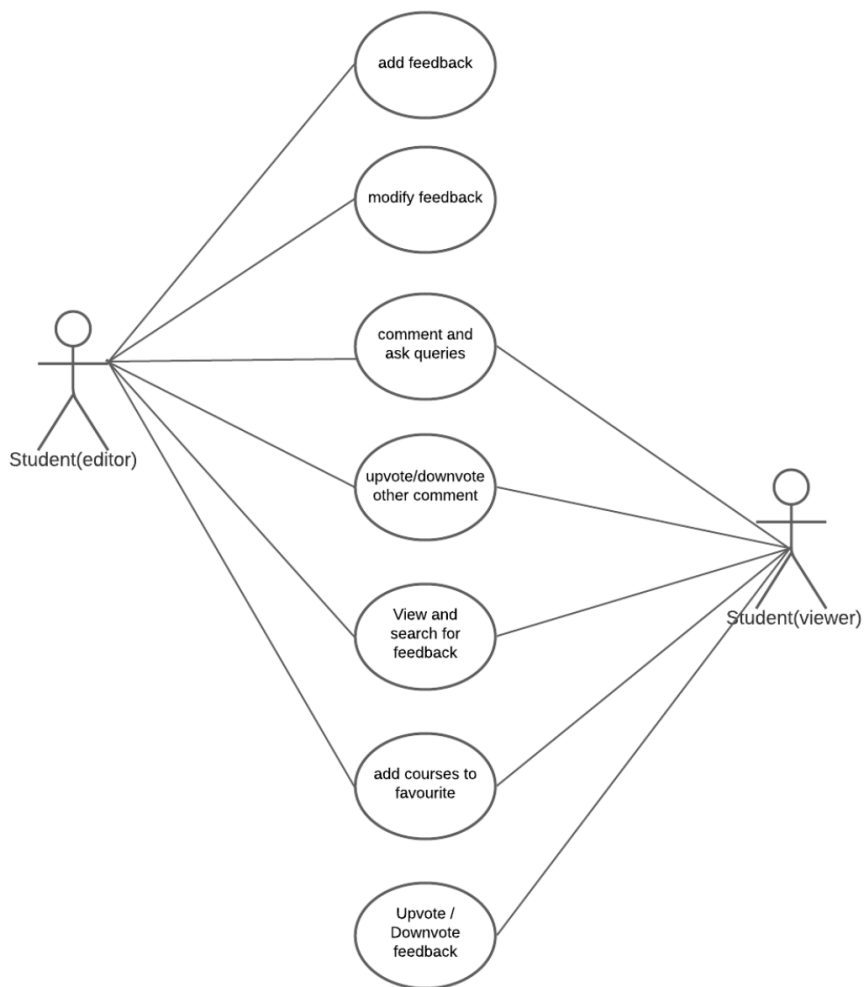 add feedback
modify feedback
comment and
ask queries
Student(editor)
upvote/downvote
other comment
Student(viewer)
View and
search for
feedback
add courses to
favourite
Upvote /
Downvote
feedback